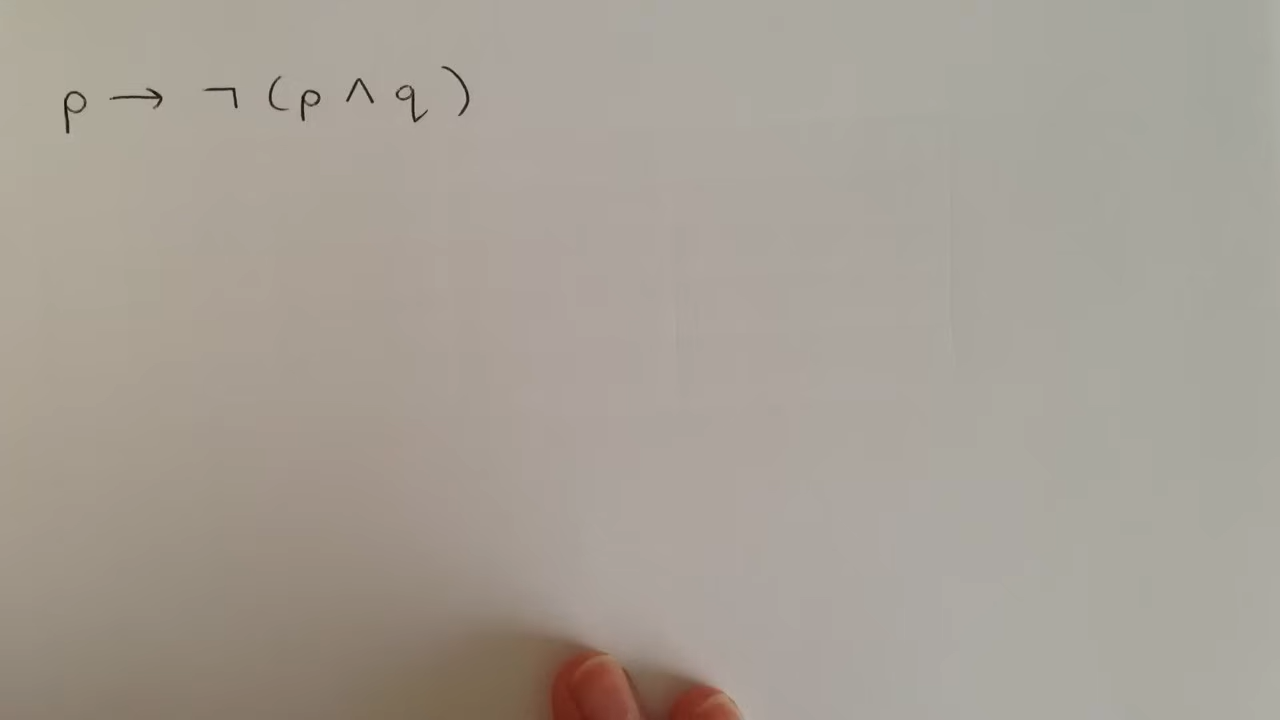 p → ¬ (p ∧ q)